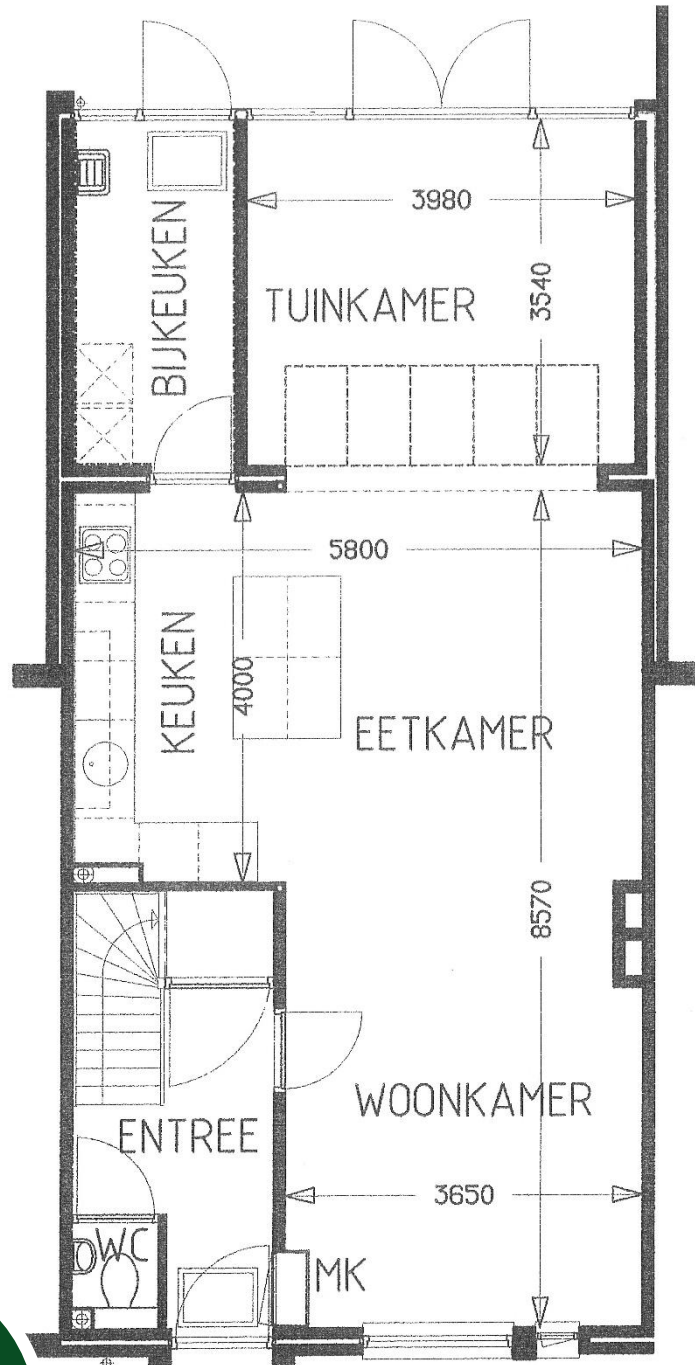 3980
BIJKEUKEN
TUINKAMER
3540
5800
KEUKEN
4000
EETKAMER
8570
WOONKAMER
ENTREE
3650
WC
MK